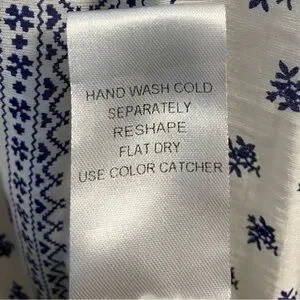 HAND WASH COLD
SEPARATELY
RESHAPE
FLAT DRY
USE COLOR CATCHER